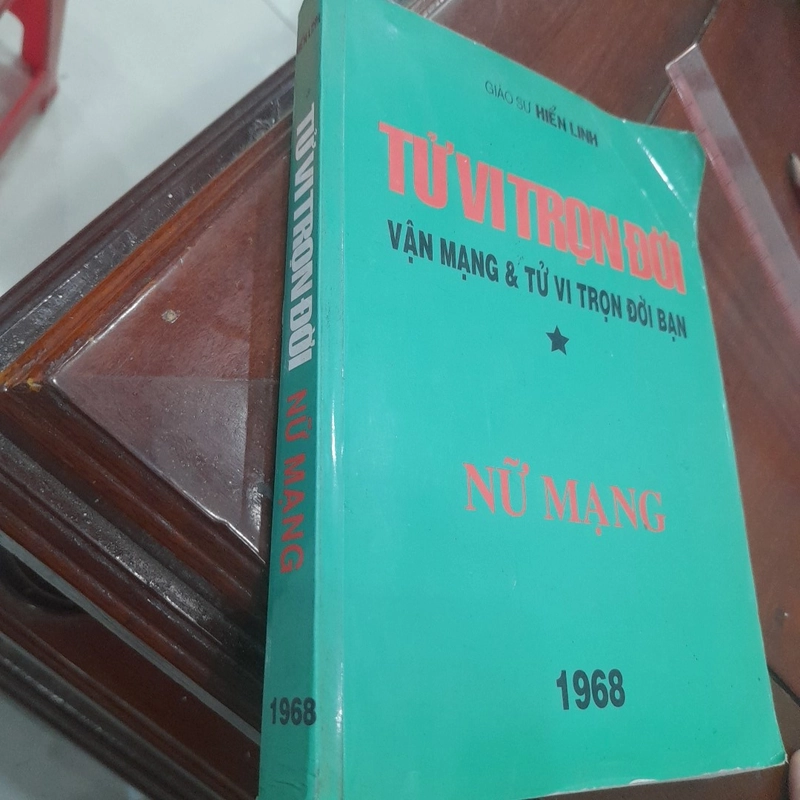 GIÁO SƯ HIỂN LINH
TỬ VI TRỌN ĐỜI
VẬN MẠNG & TỬ VI TRỌN ĐỜI BẠN
NỮ MẠNG
1968
TỬ VI TRỌN ĐỜI NỮ MẠNG
1968